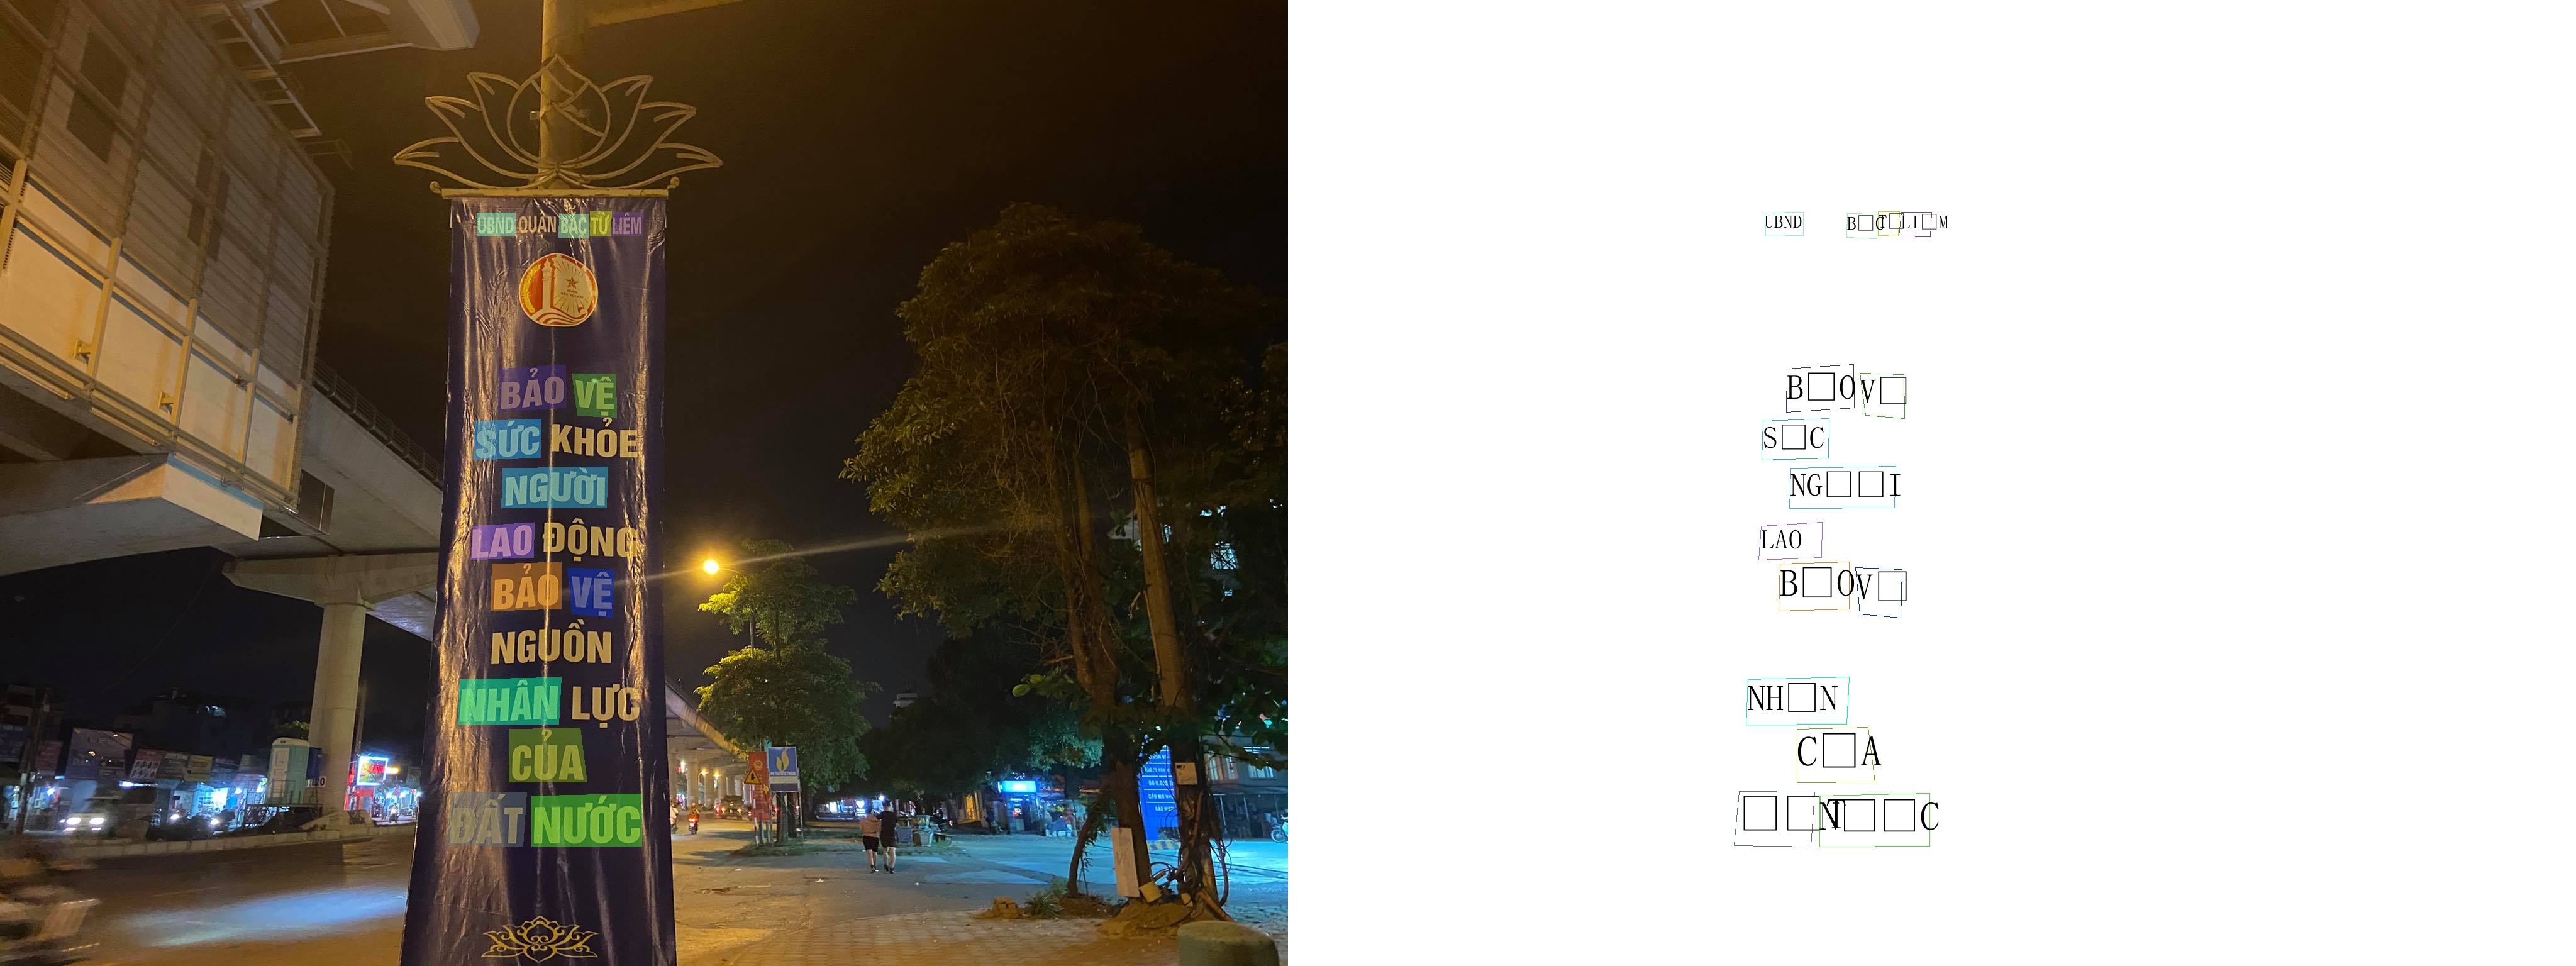 UBND QUẬN BẮC TỪ LIÊM
BẢO VỆ
SỨC KHỎE
NGƯỜI
LAO ĐỘNG
BẢO VỆ
NGUỒN
NHÂN LỰC
CỦA
ĐẤT NƯỚC
UBND
B□C
T□
LI□M
B□O V□
S□C
NG□□I
LAO
B□O V□
NH□N
C□A
□□T
N□□C